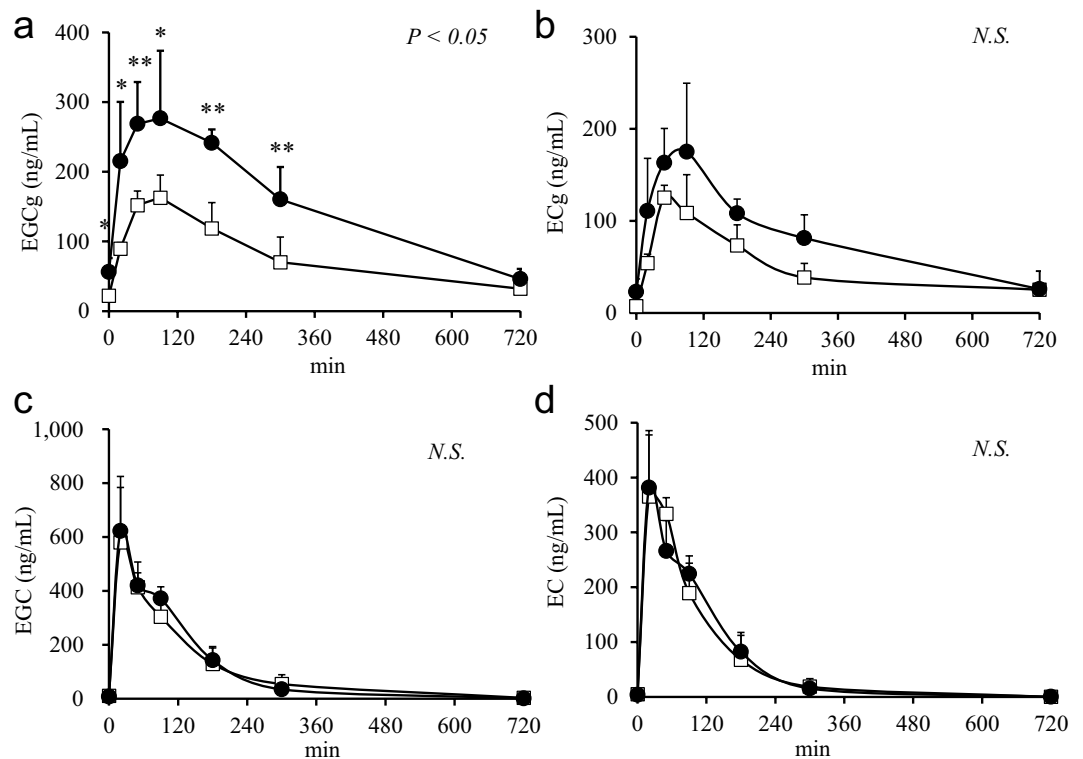 a
P < 0.05
EGCg (ng/mL)
400
300
200
100
0
*
*
**
*
**
**
0 120 240 360 480 600 720
min
b
N.S.
ECg (ng/mL)
300
200
100
0
0 120 240 360 480 600 720
min
c
N.S.
EGC (ng/mL)
1,000
800
600
400
200
0
0 120 240 360 480 600 720
min
d
N.S.
EC (ng/mL)
500
400
300
200
100
0
0 120 240 360 480 600 720
min